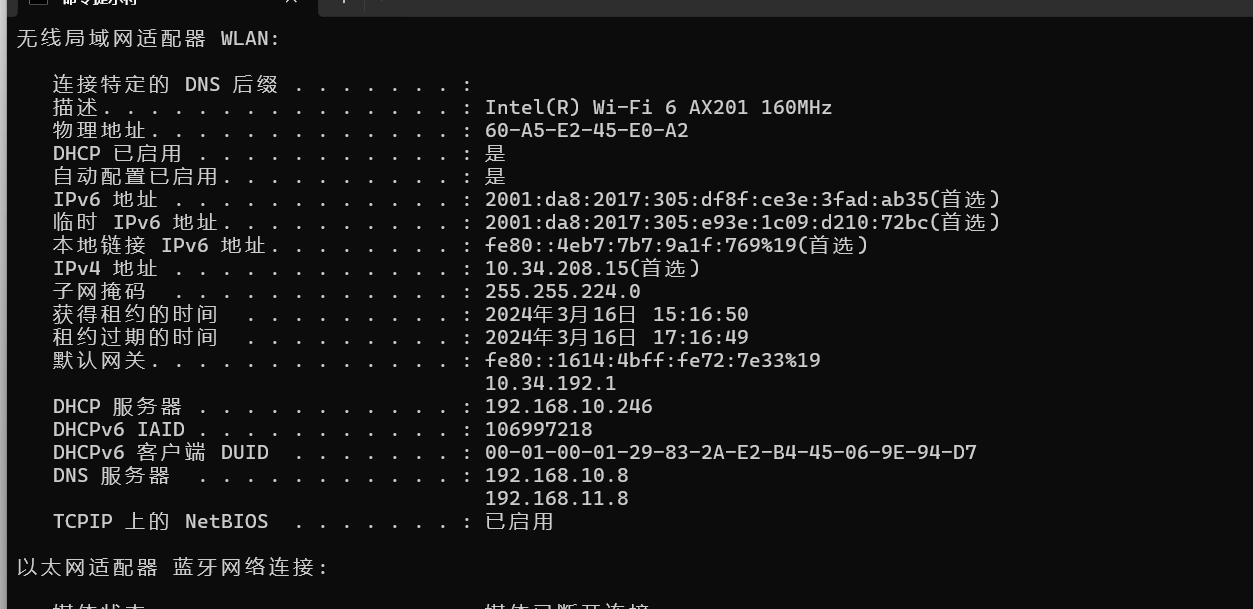 无线局域网适配器 WLAN:
连接特定的 DNS 后缀 . . . . . . . :
描述. . . . . . . . . . . . . . . : Intel(R) Wi-Fi 6 AX201 160MHz
物理地址. . . . . . . . . . . . . : 60-A5-E2-45-E0-A2
DHCP 已启用 . . . . . . . . . . . : 是
自动配置已启用. . . . . . . . . . : 是
IPv6 地址 . . . . . . . . . . . . : 2001:da8:2017:305:df8f:ce3e:3fad:ab35(首选)
临时 IPv6 地址. . . . . . . . . . : 2001:da8:2017:305:e93e:1c09:d210:72bc(首选)
本地链接 IPv6 地址. . . . . . . . : fe80::4eb7:7b7:9a1f:769%19(首选)
IPv4 地址 . . . . . . . . . . . . : 10.34.208.15(首选)
子网掩码  . . . . . . . . . . . . : 255.255.224.0
获得租约的时间  . . . . . . . . . : 2024年3月16日 15:16:50
租约过期的时间  . . . . . . . . . : 2024年3月16日 17:16:49
默认网关. . . . . . . . . . . . . : fe80::1614:4bff:fe72:7e33%19
10.34.192.1
DHCP 服务器 . . . . . . . . . . . : 192.168.10.246
DHCPv6 IAID . . . . . . . . . . . : 106997218
DHCPv6 客户端 DUID  . . . . . . . : 00-01-00-01-29-83-2A-E2-B4-45-06-9E-94-D7
DNS 服务器  . . . . . . . . . . . : 192.168.10.8
192.168.11.8
TCPIP 上的 NetBIOS  . . . . . . . : 已启用
以太网适配器 蓝牙网络连接: